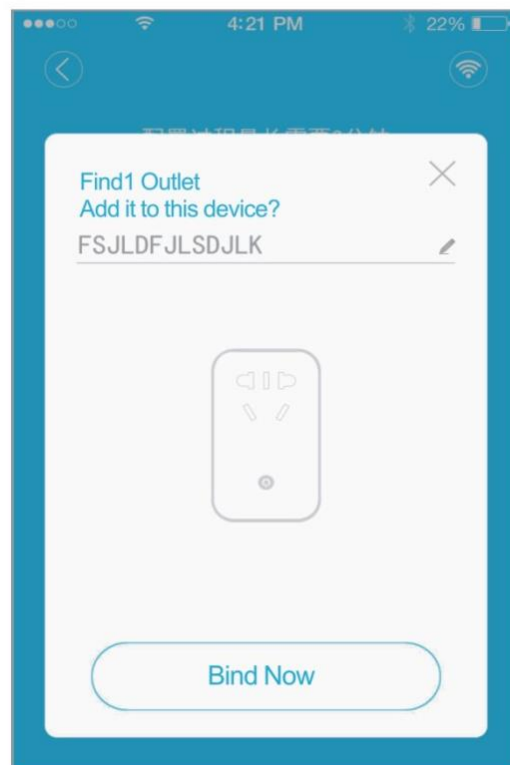 4:21 PM
22%
Find1 Outlet
Add it to this device?
FSJLDFJLSDJLK
Bind Now